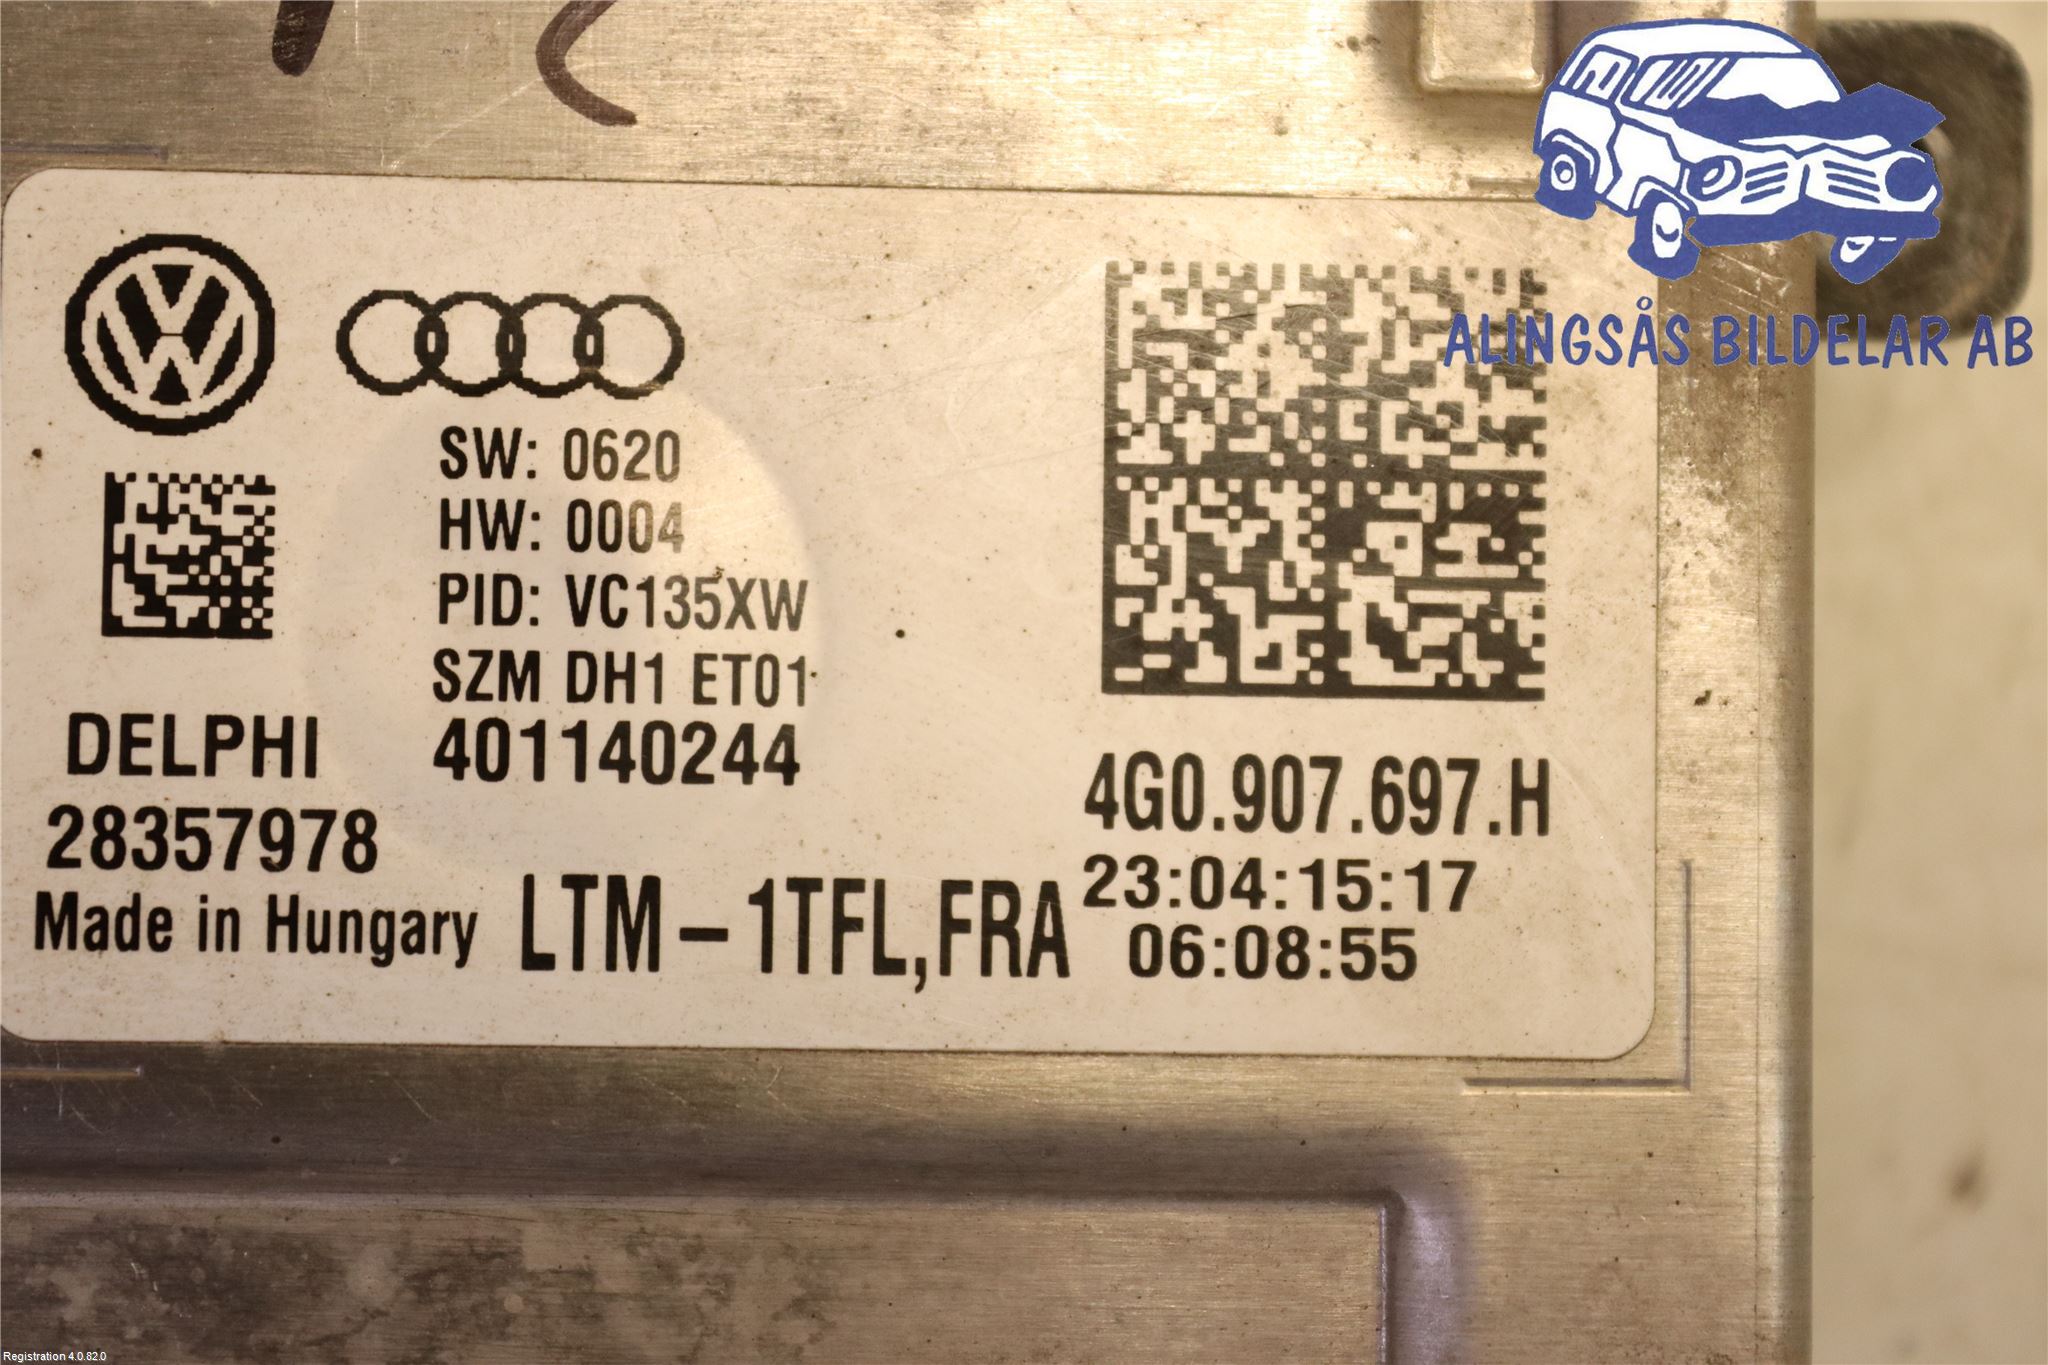 ALINGSÅS BILDELAR AB
SW: 0620
HW: 0004
PID: VC135XW
SZM DH1 ET01
DELPHI
401140244
28357978
Made in Hungary
LTM – 1TFL,FRA
4G0.907.697.H
23:04:15:17
06:08:55
Registration 4.0.82.0